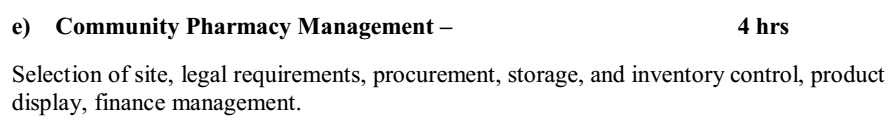 e) Community Pharmacy Management – 4 hrs
Selection of site, legal requirements, procurement, storage, and inventory control, product
display, finance management.